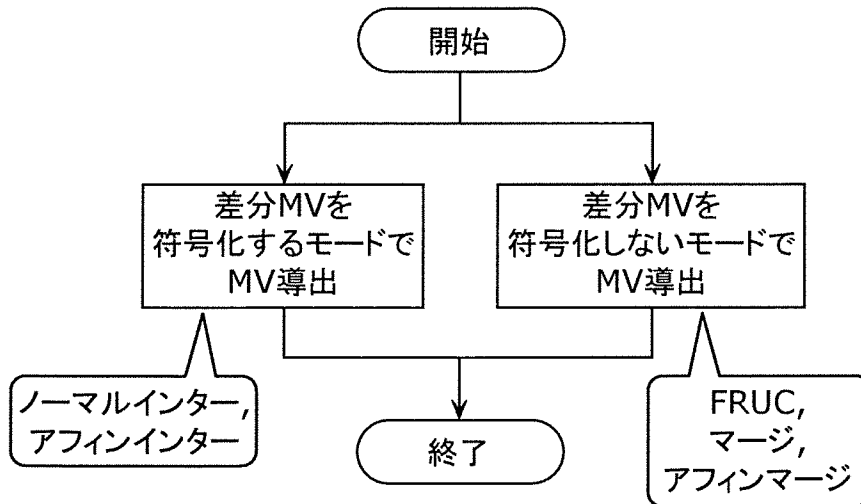 開始
差分MVを
符号化するモードで
MV導出
差分MVを
符号化しないモードで
MV導出
ノーマルインター,
アフィンインター
FRUC,
マージ,
アフィンマージ
終了